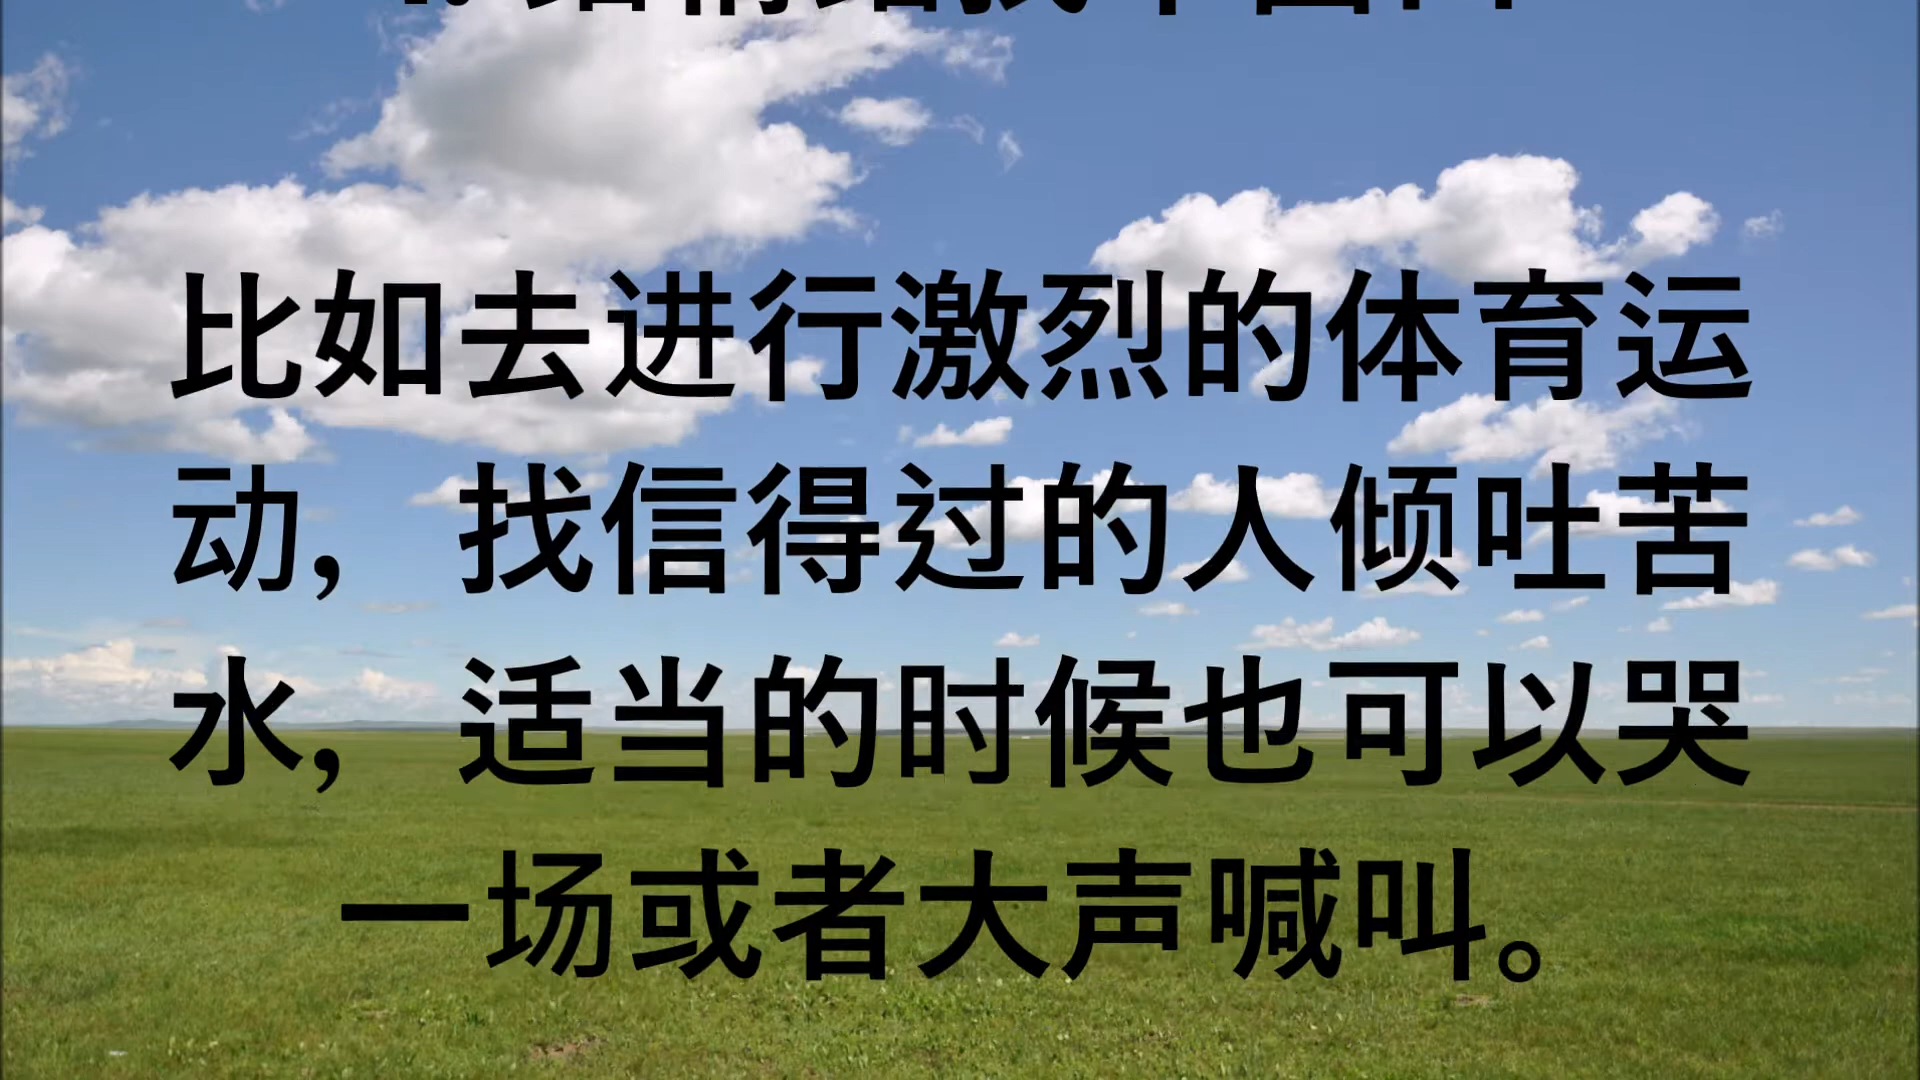 比如去进行激烈的体育运
动，找信得过的人倾吐苦
水，适当的时候也可以哭
一场或者大声喊叫。